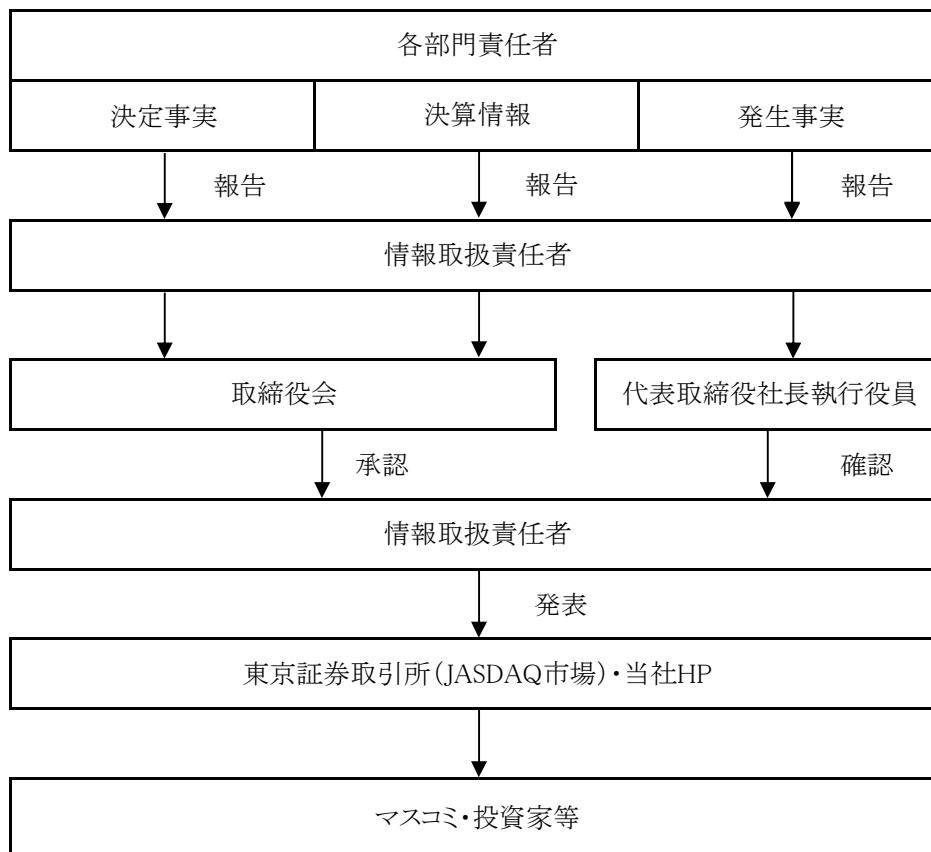 各部門責任者
決定事実
決算情報
発生事実
報告
報告
報告
情報取扱責任者
取締役会
代表取締役社長執行役員
承認
確認
情報取扱責任者
発表
東京証券取引所(JASDAQ市場)・当社HP
マスコミ・投資家等